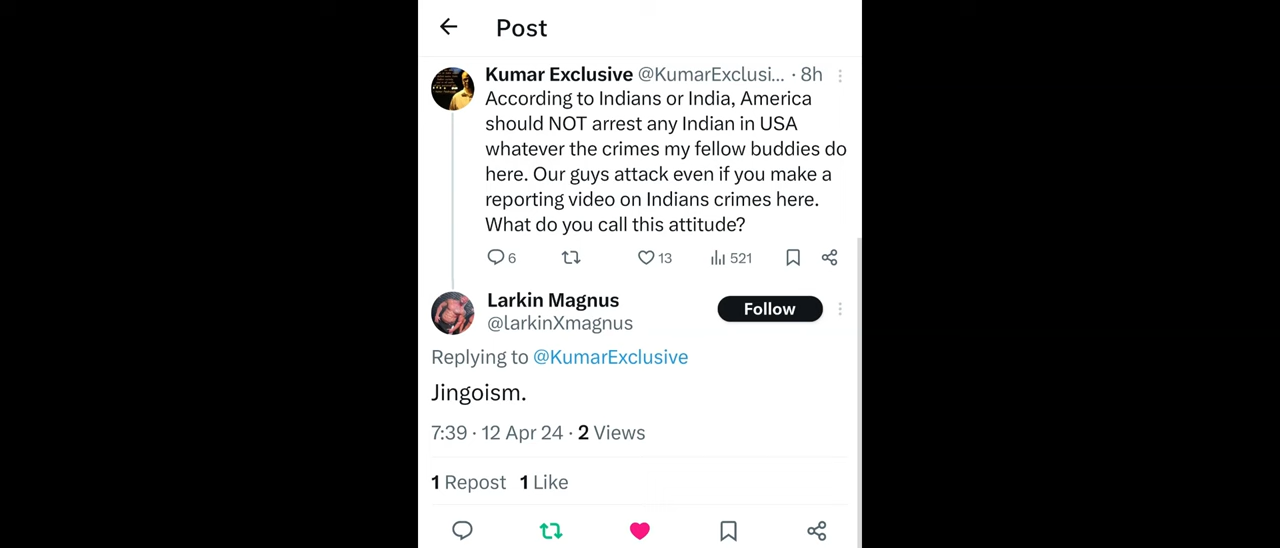 Post
Kumar Exclusive @KumarExclusi... · 8h
According to Indians or India, America
should NOT arrest any Indian in USA
whatever the crimes my fellow buddies do
here. Our guys attack even if you make a
reporting video on Indians crimes here.
What do you call this attitude?
6 13 521
Larkin Magnus
Follow
@larkinXmagnus
Replying to @KumarExclusive
Jingoism.
7:39 · 12 Apr 24 · 2 Views
1 Repost 1 Like